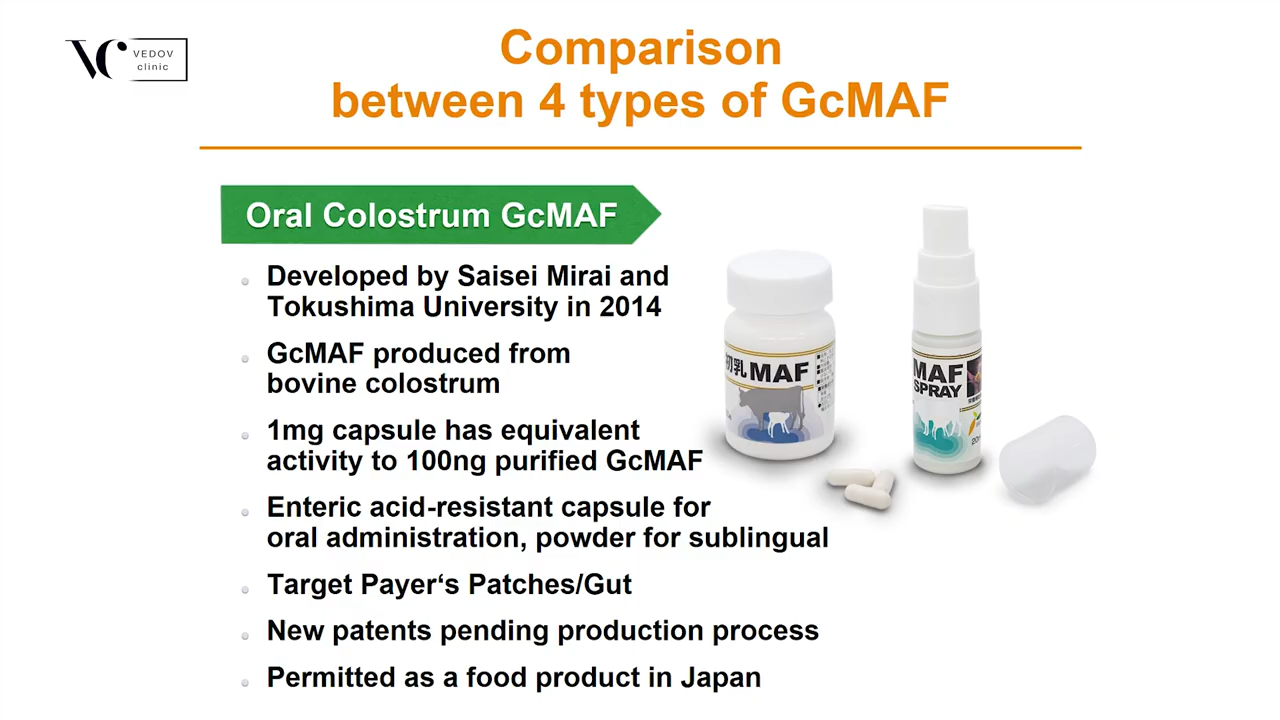 VEDOV
clinic
Comparison
between 4 types of GcMAF
Oral Colostrum GcMAF
Developed by Saisei Mirai and
Tokushima University in 2014
GcMAF produced from
bovine colostrum
1mg capsule has equivalent
activity to 100ng purified GcMAF
Enteric acid-resistant capsule for
oral administration, powder for sublingual
Target Payer‘s Patches/Gut
New patents pending production process
Permitted as a food product in Japan
初乳 MAF
MAF
SPRAY